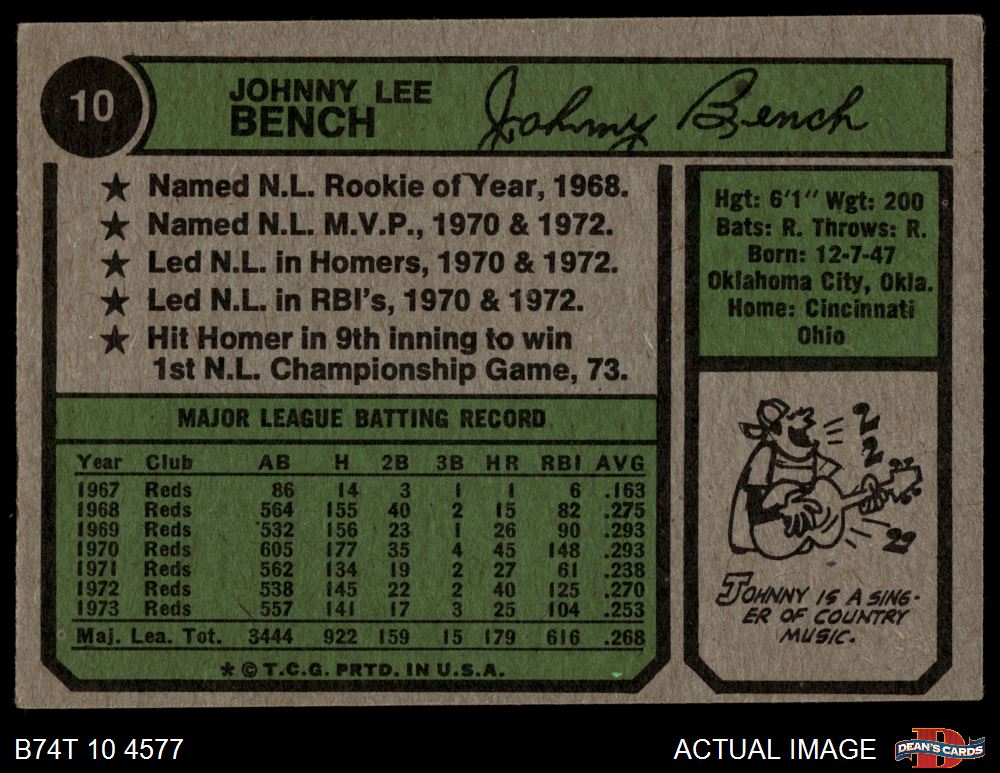 10
JOHNNY LEE
BENCH
Johnny Bench
★ Named N.L. Rookie of Year, 1968.
★ Named N.L. M.V.P., 1970 & 1972.
★ Led N.L. in Homers, 1970 & 1972.
★ Led N.L. in RBI's, 1970 & 1972.
★ Hit Homer in 9th inning to win
1st N.L. Championship Game, 73.
Hgt: 6'1" Wgt: 200
Bats: R. Throws: R.
Born: 12-7-47
Oklahoma City, Okla.
Home: Cincinnati
Ohio
MAJOR LEAGUE BATTING RECORD
Year Club AB H 2B 3B HR RBI AVG
1967 Reds 86 14 3 1 1 6 .163
1968 Reds 564 155 40 2 15 82 .275
1969 Reds 532 156 23 1 26 90 .293
1970 Reds 605 177 35 4 45 148 .293
1971 Reds 562 134 19 2 27 61 .238
1972 Reds 538 145 22 2 40 125 .270
1973 Reds 557 141 17 3 25 104 .253
Maj. Lea. Tot. 3444 922 159 15 179 616 .268
* © T.C.G. PRTD. IN U.S.A.
JOHNNY IS A SING-
ER OF COUNTRY
MUSIC.
B74T 10 4577
ACTUAL IMAGE
D
DEAN'S CARDS